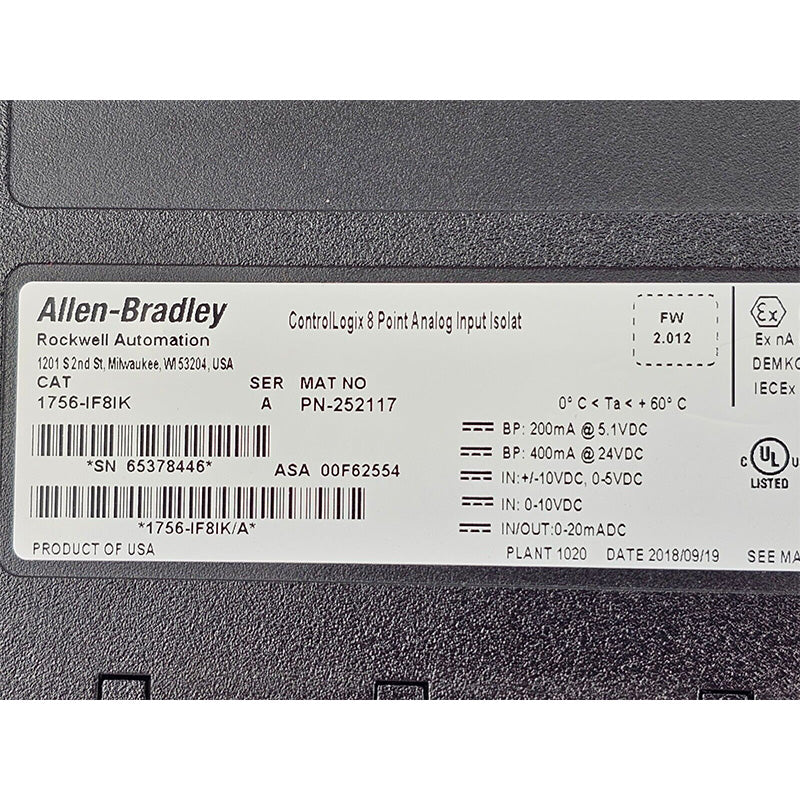 Allen-Bradley
Rockwell Automation
1201 S 2nd St, Milwaukee, WI 53204, USA
ControlLogix 8 Point Analog Input Isolat
FW
2.012
Ex
Ex nA
DEMKO
IECEx
CAT SER MAT NO
1756-IF8IK A PN-252117
*SN 65378446* ASA 00F62554
*1756-IF8IK/A*
PRODUCT OF USA
0° C < Ta < + 60° C
BP: 200mA @ 5.1VDC
BP: 400mA @ 24VDC
IN:+/-10VDC, 0-5VDC
IN: 0-10VDC
IN/OUT:0-20mADC
C UL
LISTED
PLANT 1020 DATE 2018/09/19 SEE MA